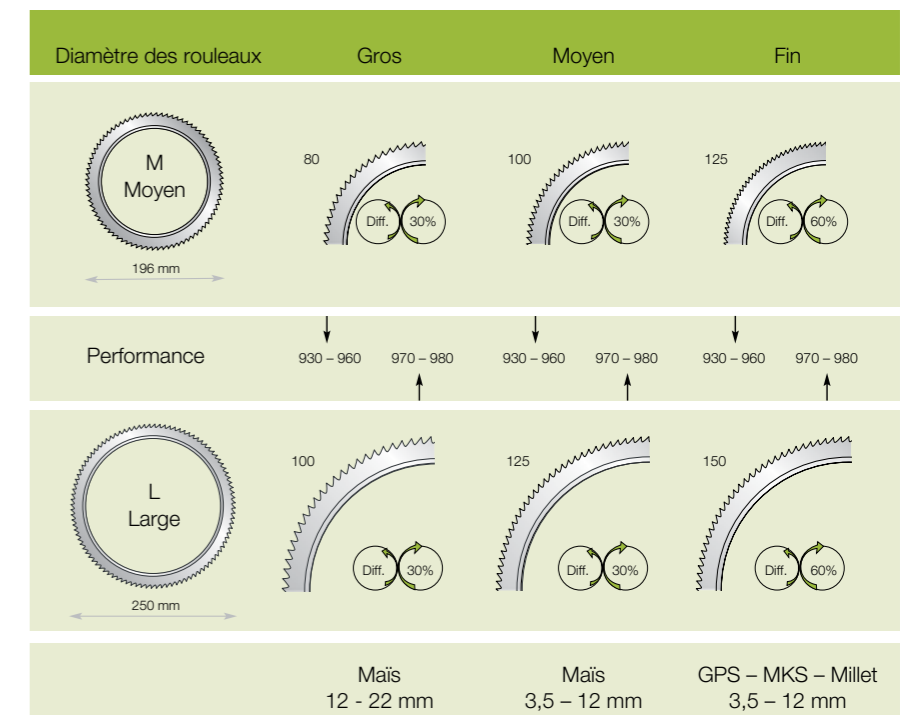 Diamètre des rouleaux Gros Moyen Fin
M
Moyen
196 mm
80 Diff. 30%
100 Diff. 30%
125 Diff. 60%
Performance 930 – 960 970 – 980 930 – 960 970 – 980 930 – 960 970 – 980
L
Large
250 mm
100 Diff. 30%
125 Diff. 30%
150 Diff. 60%
Maïs Maïs GPS – MKS – Millet
12 - 22 mm 3,5 – 12 mm 3,5 – 12 mm